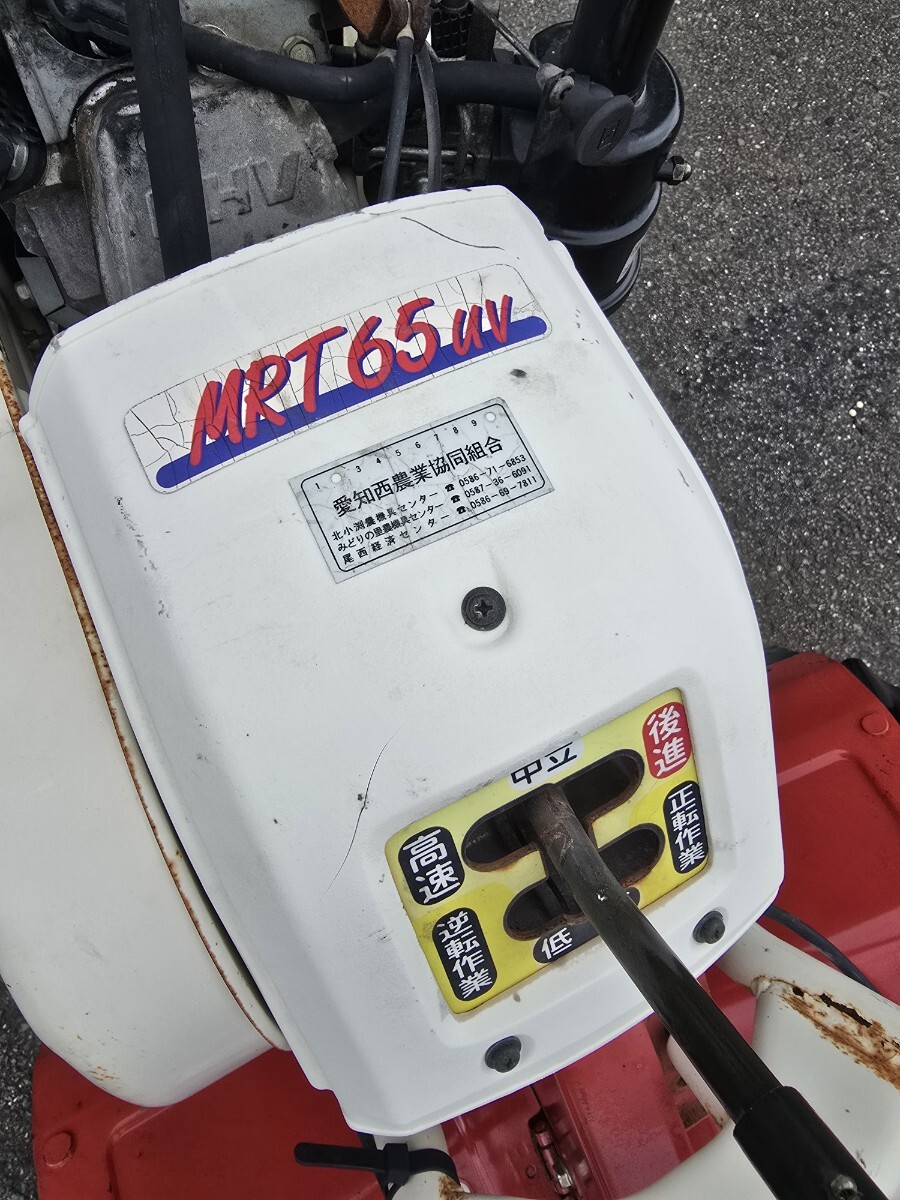 OHV
MRT65UV
1 3 4 5 6 7 8 9
愛知西農業協同組合
北小渕農機具センター ☎ 0586-71-6853
みどりの里農機具センター ☎ 0587-36-6091
尾西経済センター ☎ 0586-69-7811
中立
後進
高速
正転作業
逆転作業
低